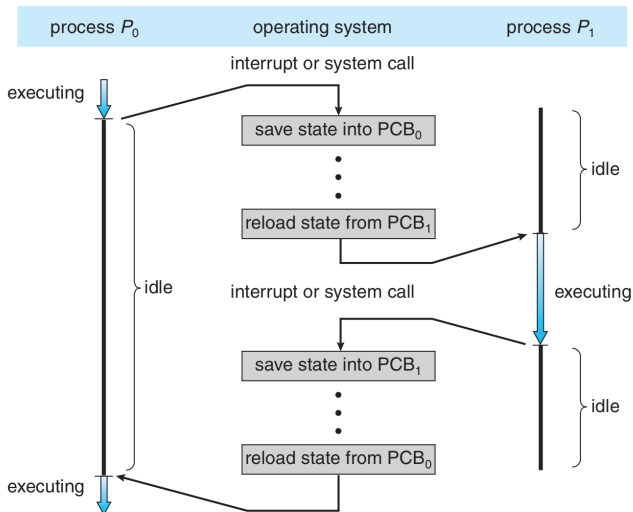 process P₀ operating system process P₁
interrupt or system call
executing
save state into PCB₀
idle
reload state from PCB₁
idle
interrupt or system call
executing
save state into PCB₁
idle
reload state from PCB₀
executing